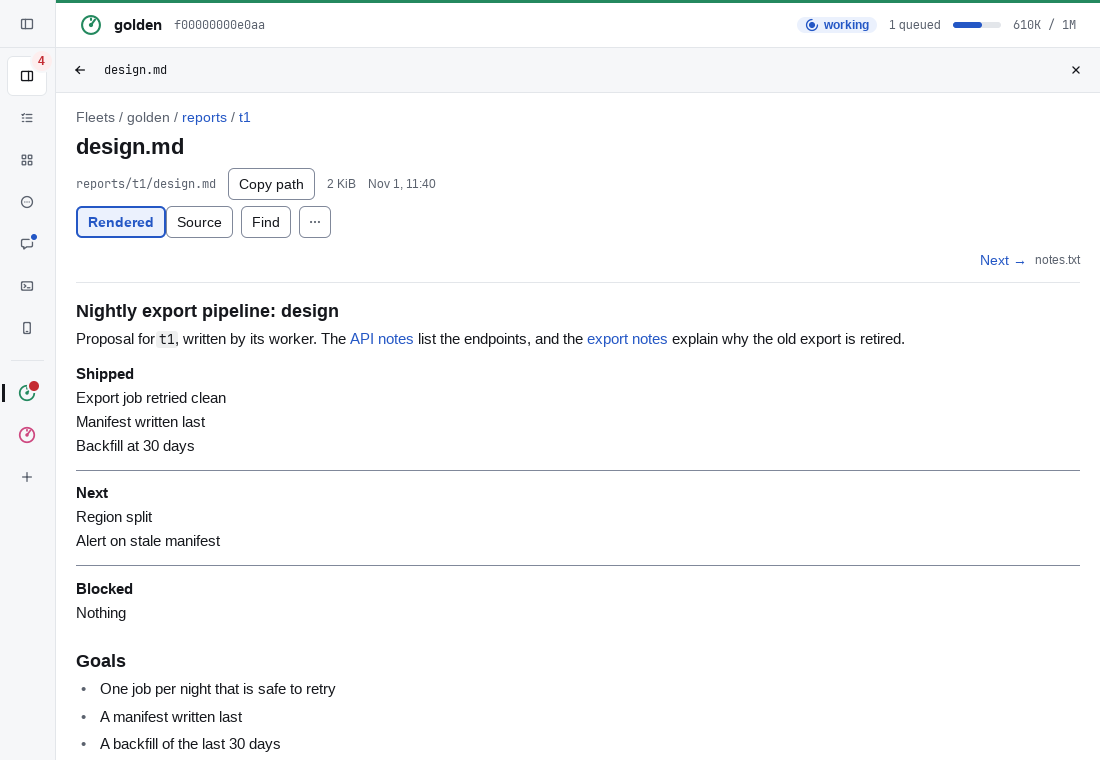 golden f00000000e0aa working 1 queued 610K / 1M
4
design.md
Fleets / golden / reports / t1
design.md
reports/t1/design.md Copy path 2 KiB Nov 1, 11:40
Rendered Source Find ···
Next → notes.txt
Nightly export pipeline: design
Proposal for t1, written by its worker. The API notes list the endpoints, and the export notes explain why the old export is retired.
Shipped
Export job retried clean
Manifest written last
Backfill at 30 days
Next
Region split
Alert on stale manifest
Blocked
Nothing
Goals
• One job per night that is safe to retry
• A manifest written last
• A backfill of the last 30 days